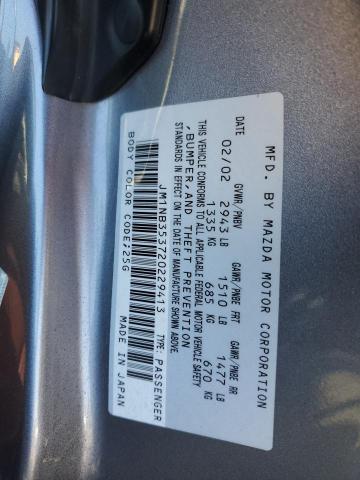 MFD. BY MAZDA MOTOR CORPORATION
DATE GVWR/PNBV GAWR/PNBE FRT GAWR/PNBE RR
02/02 2943 LB 1510 LB 1477 LB
1335 KG 685 KG 670 KG
THIS VEHICLE CONFORMS TO ALL APPLICABLE FEDERAL MOTOR VEHICLE SAFETY
,BUMPER,AND THEFT PREVENTION
STANDARDS IN EFFECT ON THE DATE OF MANUFACTURE SHOWN ABOVE.
JM1NB353720229413 TYPE:PASSENGER
BODY COLOR CODE;25G MADE IN JAPAN